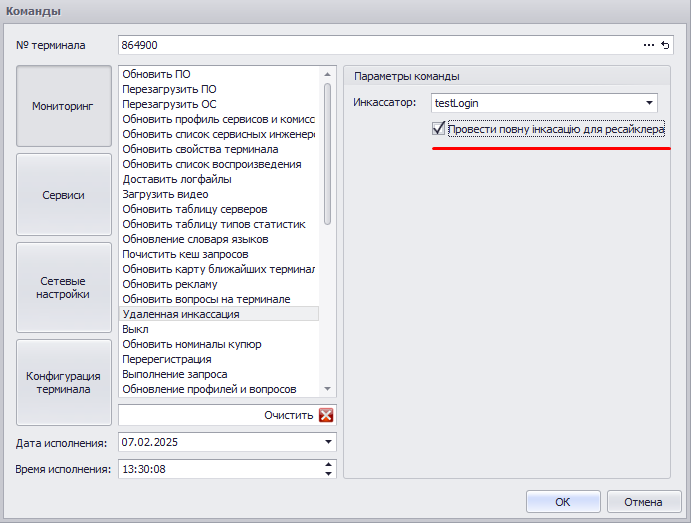 Команды
№ терминала
864900
Мониторинг
Сервиси
Сетевые
настройки
Конфигурация
терминала
Обновить ПО
Перезагрузить ПО
Перезагрузить ОС
Обновить профиль сервисов и комисс
Обновить список сервисных инженеро
Обновить свойства терминала
Обновить список воспроизведения
Доставить логфайлы
Загрузить видео
Обновить таблицу серверов
Обновить таблицу типов статистик
Обновление словаря языков
Почистить кеш запросов
Обновить карту ближайших терминал
Обновить рекламу
Обновить вопросы на терминале
Удаленная инкассация
Выкл
Обновить номиналы купюр
Перерегистрация
Выполнение запроса
Обновление профилей и вопросов
Очистить
Дата исполнения:
07.02.2025
Время исполнения:
13:30:08
Параметры команды
Инкассатор:
testLogin
Провести повну інкасацію для ресайклера
ОК
Отмена